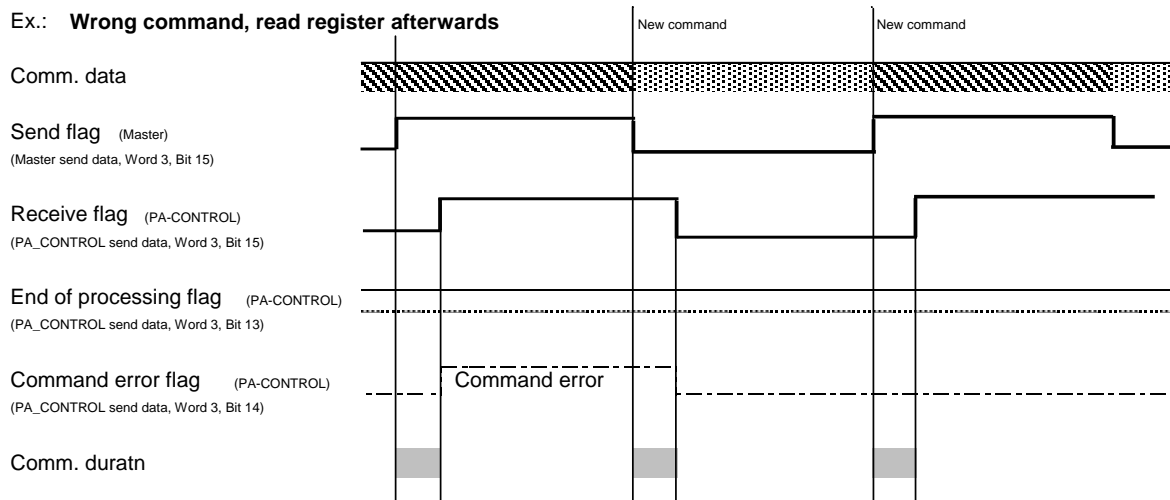 Ex.: Wrong command, read register afterwards
New command
New command
Comm. data
Send flag (Master)
(Master send data, Word 3, Bit 15)
Receive flag (PA-CONTROL)
(PA_CONTROL send data, Word 3, Bit 15)
End of processing flag (PA-CONTROL)
(PA_CONTROL send data, Word 3, Bit 13)
Command error flag (PA-CONTROL)
Command error
(PA_CONTROL send data, Word 3, Bit 14)
Comm. duratn